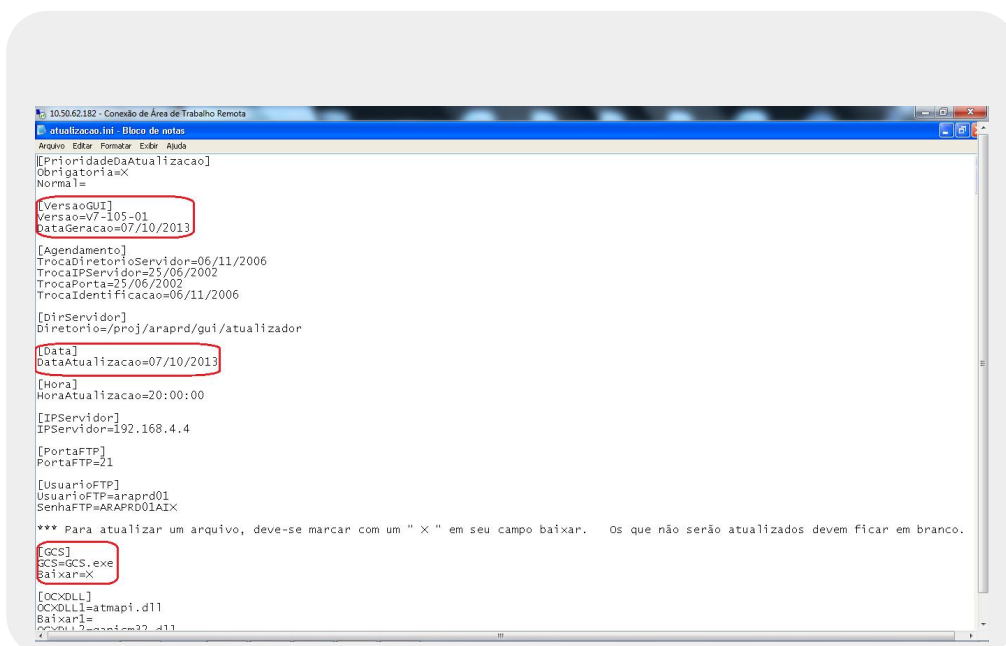 10.50.62.182 - Conexão de Área de Trabalho Remota
atualizacao.ini - Bloco de notas
Arquivo Editar Formatar Exibir Ajuda
[PrioridadeDaAtualizacao]
Obrigatoria=X
Normal=
[VersaoGUI]
Versao=V7-105-01
DataGeracao=07/10/2013
[Agendamento]
TrocaDiretorioServidor=06/11/2006
TrocaIPServidor=25/06/2002
TrocaPorta=25/06/2002
TrocaIdentificacao=06/11/2006
[DirServidor]
Diretorio=/proj/araprd/gui/atualizador
[Data]
DataAtualizacao=07/10/2013
[Hora]
HoraAtualizacao=20:00:00
[IPServidor]
IPServidor=192.168.4.4
[PortaFTP]
PortaFTP=21
[UsuarioFTP]
UsuarioFTP=araprd01
SenhaFTP=ARAPRD01AIX
*** Para atualizar um arquivo, deve-se marcar com um " X " em seu campo baixar.   Os que não serão atualizados devem ficar em branco.
[GCS]
GCS=GCS.exe
Baixar=X
[OCXDLL]
OCXDLL1=atmapi.dll
Baixar1=